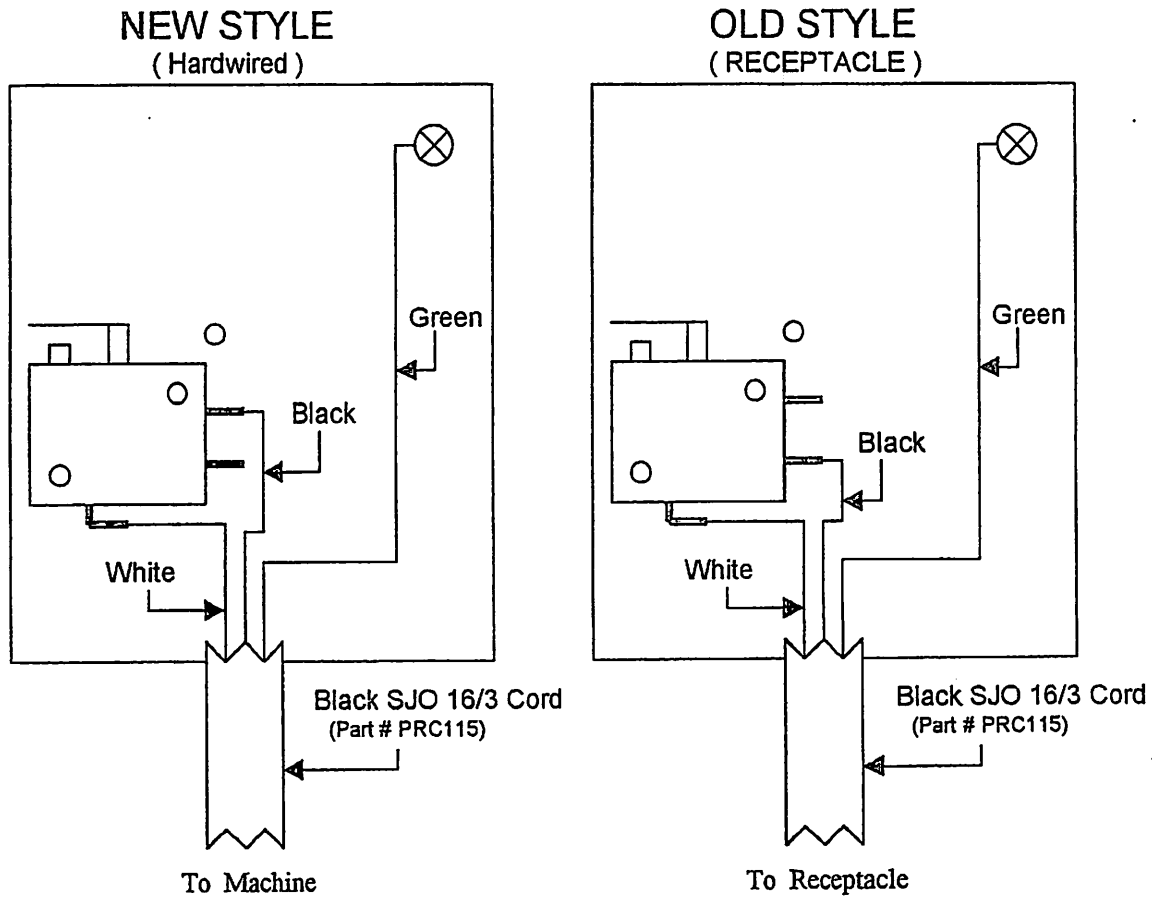 NEW STYLE
( Hardwired )
Green
Black
White
Black SJO 16/3 Cord
(Part # PRC115)
To Machine
OLD STYLE
( RECEPTACLE )
Green
Black
White
Black SJO 16/3 Cord
(Part # PRC115)
To Receptacle